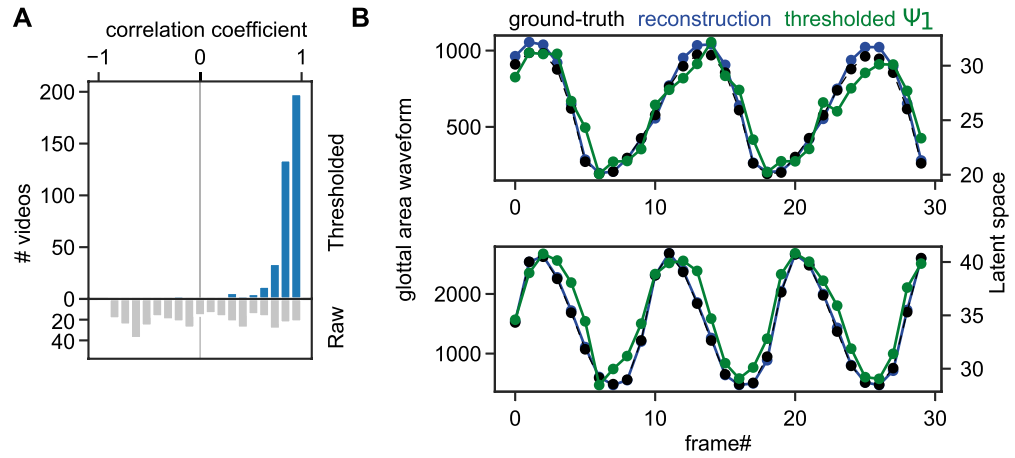 A
correlation coefficient
−1 0 1
200
150
100
50
0
20
40
# videos
Thresholded
Raw
B
ground-truth reconstruction thresholded Ψ1
1000
500
30
25
20
0 10 20 30
glottal area waveform
Latent space
2000
1000
40
35
30
0 10 20 30
frame#